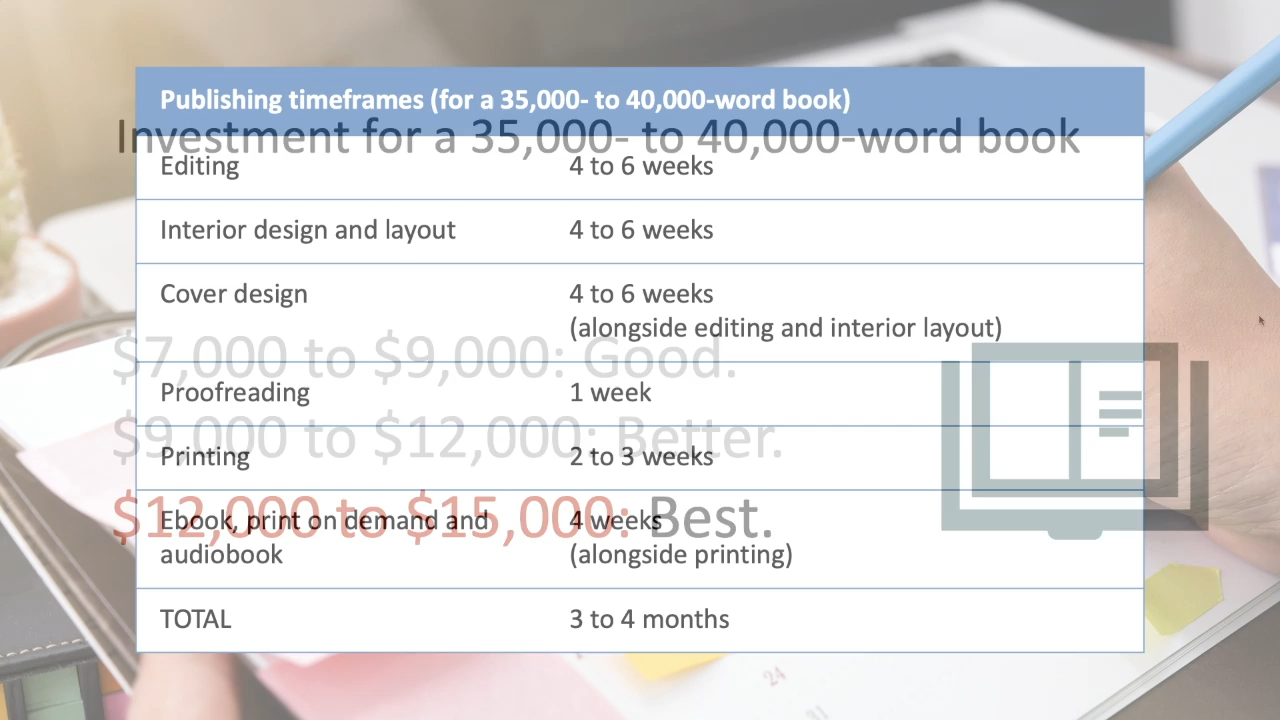 Publishing timeframes (for a 35,000- to 40,000-word book)
Investment for a 35,000- to 40,000-word book
Editing 4 to 6 weeks
Interior design and layout 4 to 6 weeks
Cover design 4 to 6 weeks
(alongside editing and interior layout)
$7,000 to $9,000: Good.
Proofreading 1 week
$9,000 to $12,000: Better.
Printing 2 to 3 weeks
$12,000 to $15,000: Best.
Ebook, print on demand and 4 weeks
audiobook (alongside printing)
TOTAL 3 to 4 months
24
31